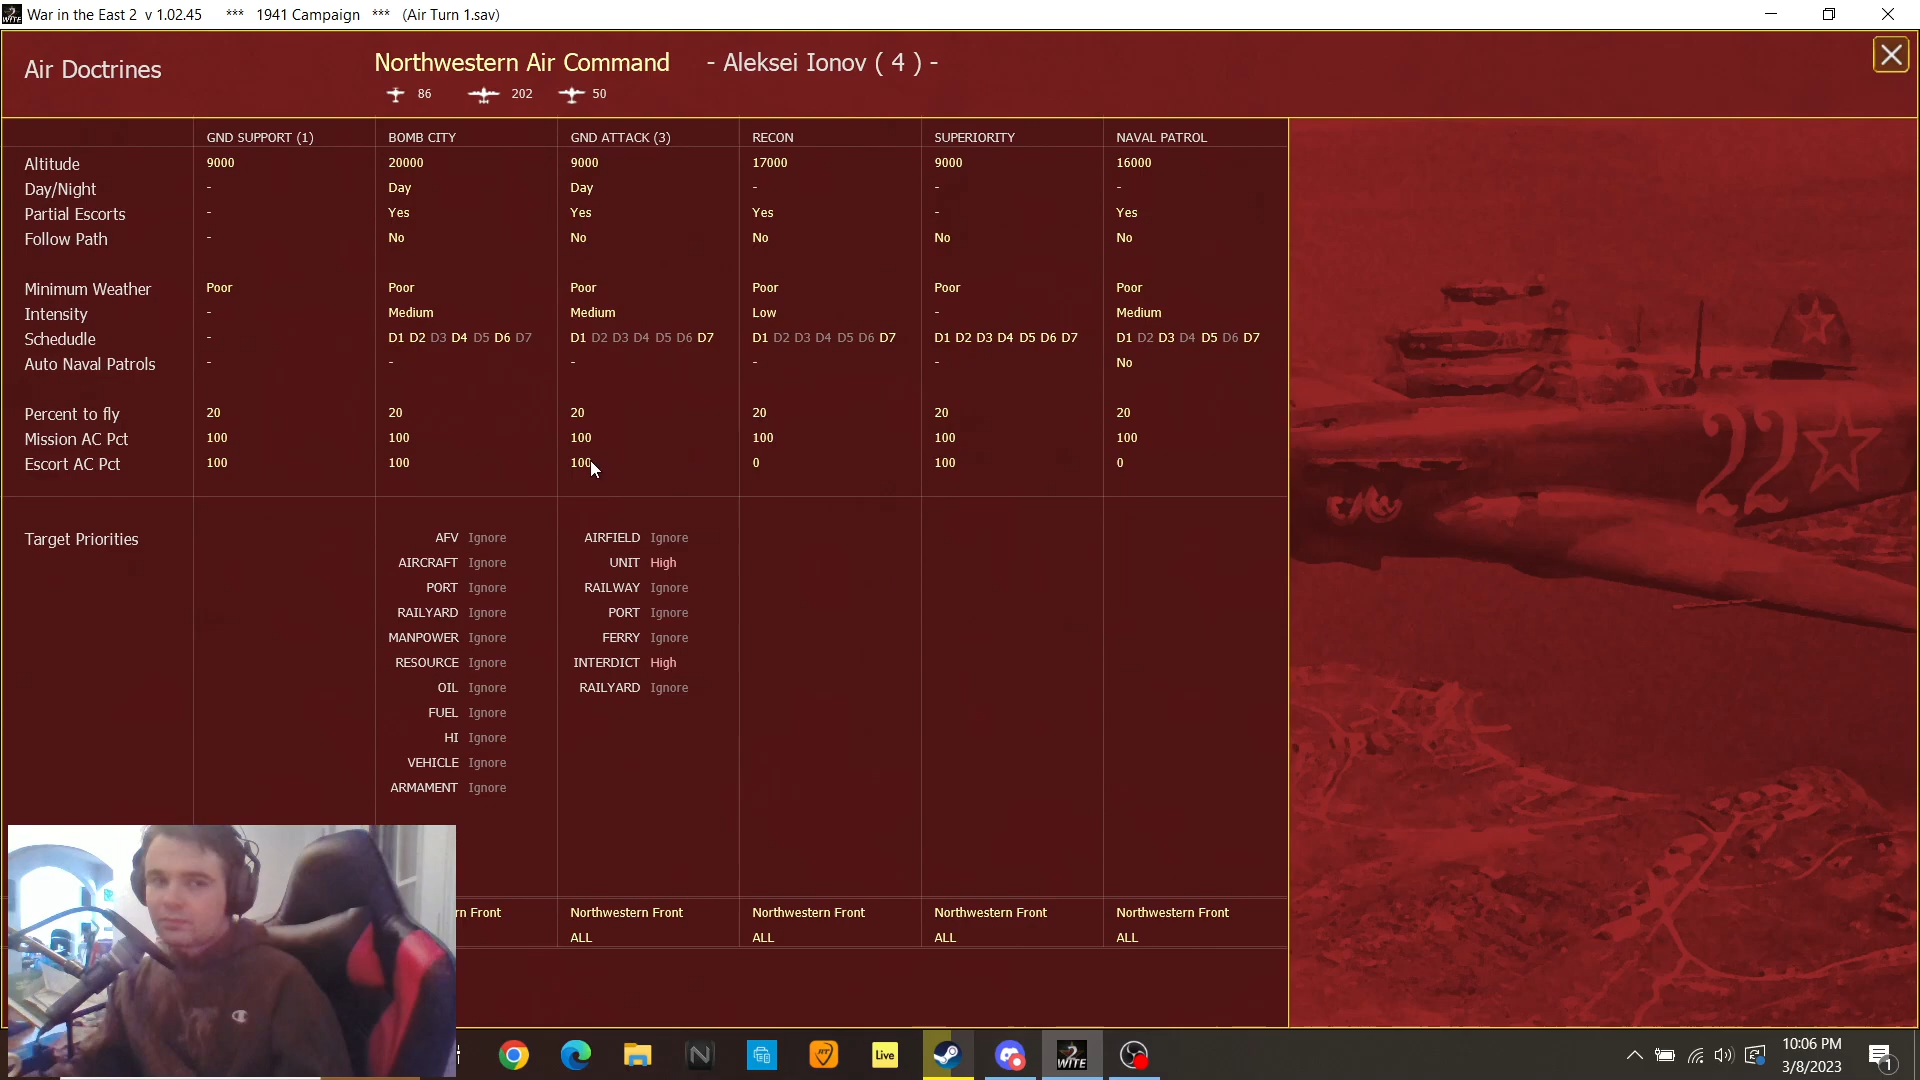 War in the East 2 v 1.02.45 *** 1941 Campaign *** (Air Turn 1.sav)
Air Doctrines
Northwestern Air Command - Aleksei Ionov ( 4 ) -
86 202 50
GND SUPPORT (1) BOMB CITY GND ATTACK (3) RECON SUPERIORITY NAVAL PATROL
Altitude 9000 20000 9000 17000 9000 16000
Day/Night - Day Day - - -
Partial Escorts - Yes Yes Yes - Yes
Follow Path - No No No No No
Minimum Weather Poor Poor Poor Poor Poor Poor
Intensity - Medium Medium Low - Medium
Schedudle - D1 D2 D3 D4 D5 D6 D7 D1 D2 D3 D4 D5 D6 D7 D1 D2 D3 D4 D5 D6 D7 D1 D2 D3 D4 D5 D6 D7 D1 D2 D3 D4 D5 D6 D7
Auto Naval Patrols - - - - - No
Percent to fly 20 20 20 20 20 20
Mission AC Pct 100 100 100 100 100 100
Escort AC Pct 100 100 100 0 100 0
Target Priorities AFV Ignore AIRFIELD Ignore
AIRCRAFT Ignore UNIT High
PORT Ignore RAILWAY Ignore
RAILYARD Ignore PORT Ignore
MANPOWER Ignore FERRY Ignore
RESOURCE Ignore INTERDICT High
OIL Ignore RAILYARD Ignore
FUEL Ignore
HI Ignore
VEHICLE Ignore
ARMAMENT Ignore
rn Front Northwestern Front Northwestern Front Northwestern Front Northwestern Front
ALL ALL ALL ALL
22
Live
2
WITE
10:06 PM
3/8/2023
1